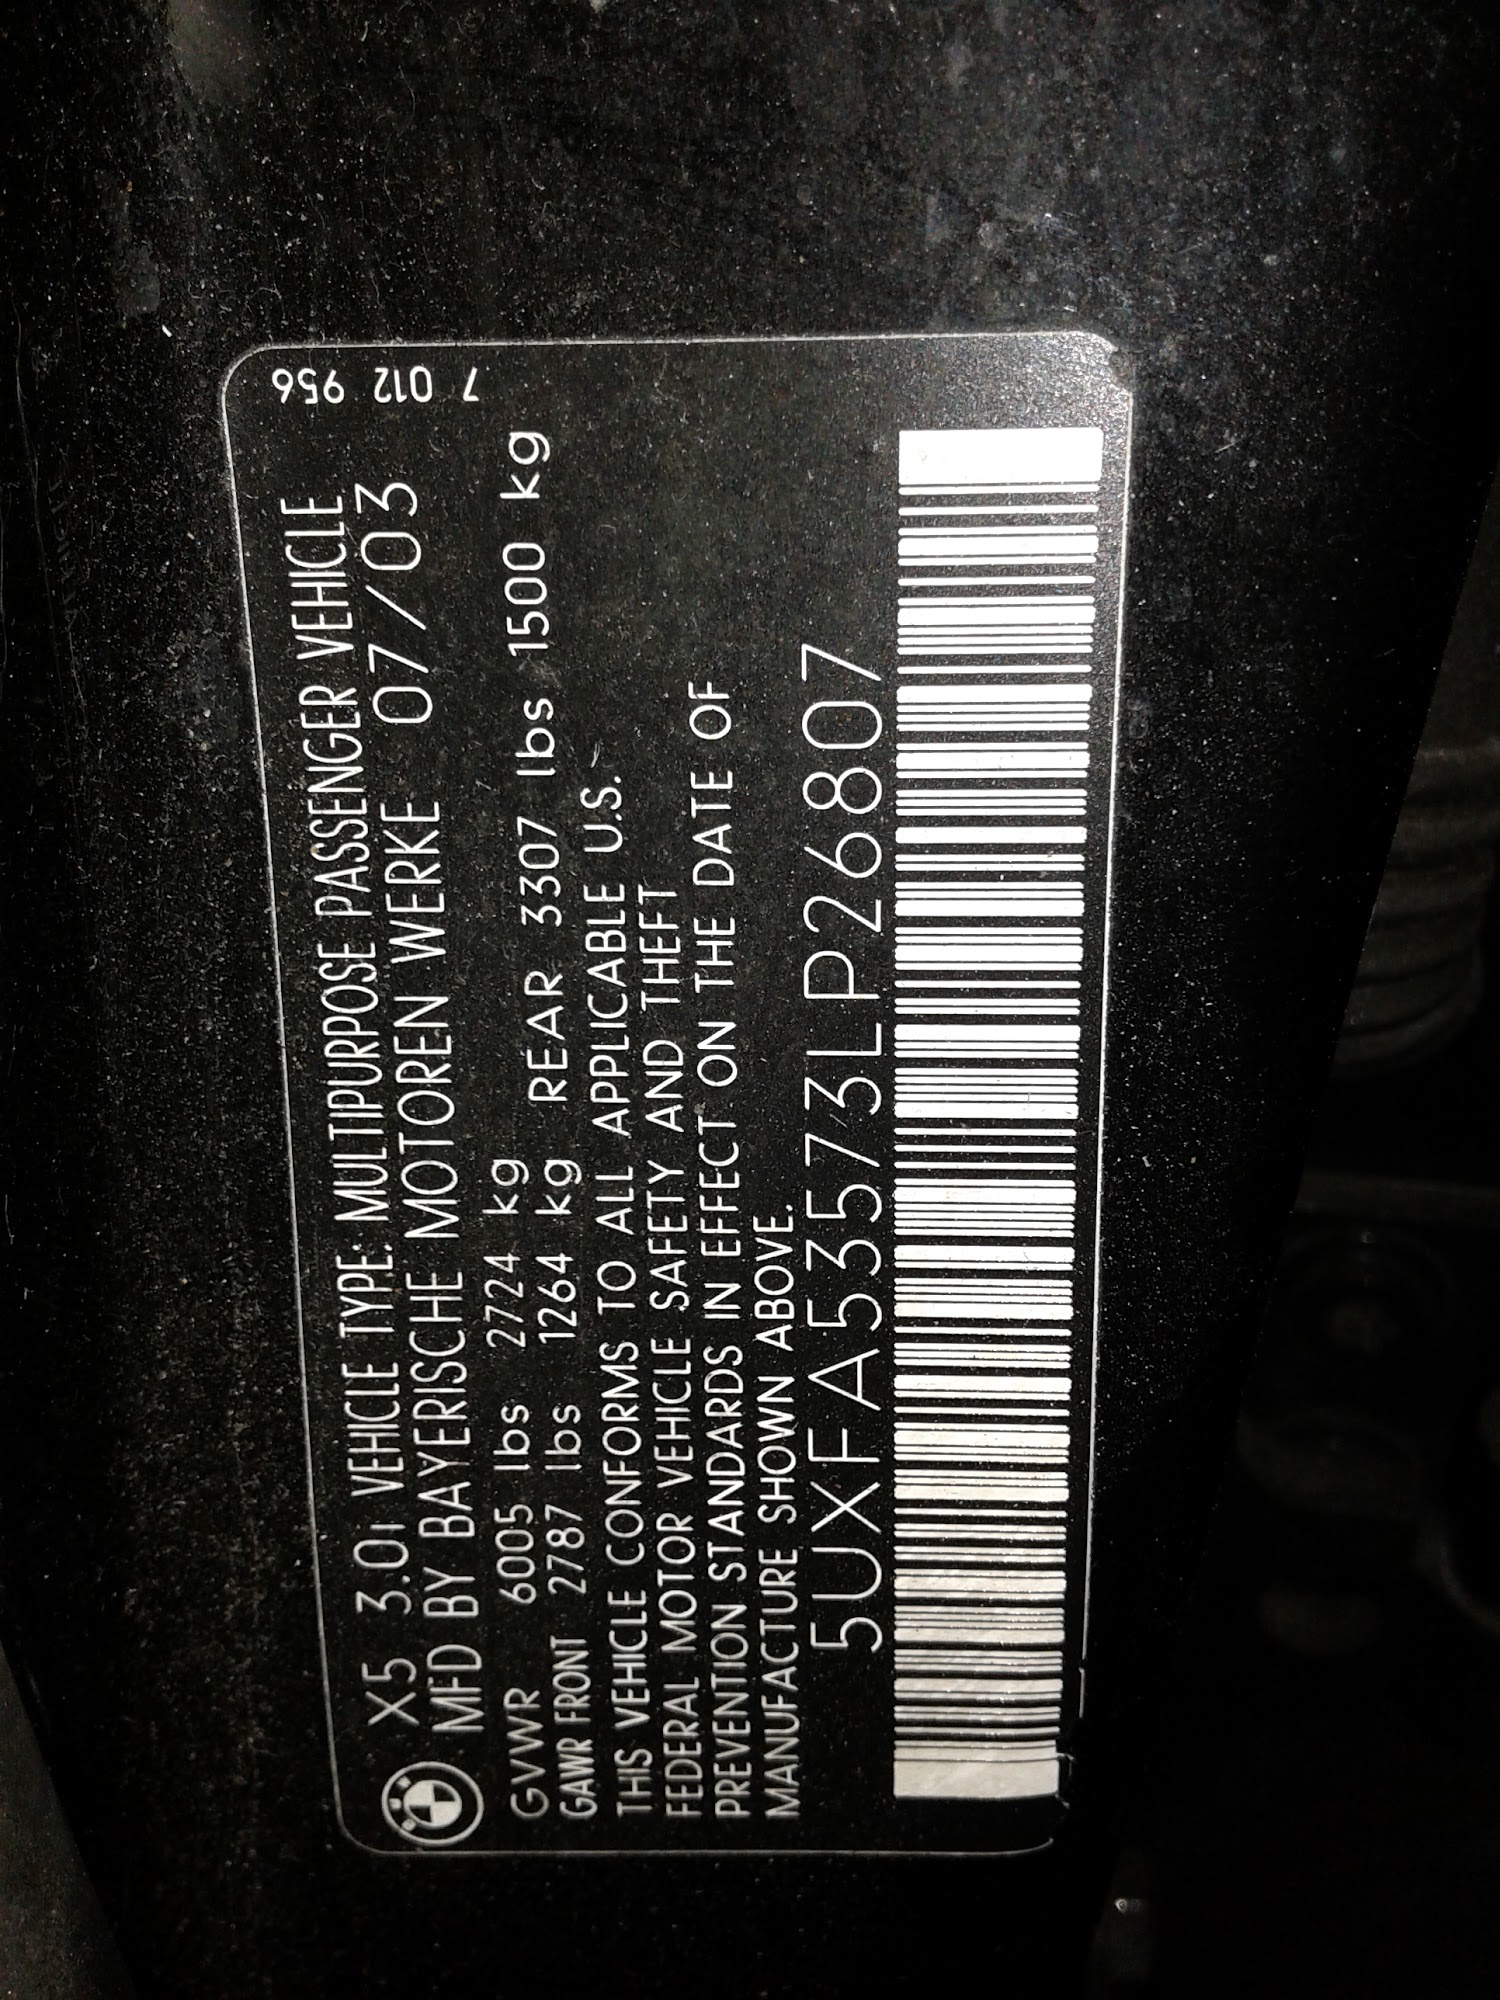 X5 3.0i VEHICLE TYPE: MULTIPURPOSE PASSENGER VEHICLE
MFD BY BAYERISCHE MOTOREN WERKE 07/03
GVWR 6005 lbs 2724 kg
GAWR FRONT 2787 lbs 1264 kg REAR 3307 lbs 1500 kg
THIS VEHICLE CONFORMS TO ALL APPLICABLE U.S.
FEDERAL MOTOR VEHICLE SAFETY AND THEFT
PREVENTION STANDARDS IN EFFECT ON THE DATE OF
MANUFACTURE SHOWN ABOVE.
5UXFA53573LP26807
7 012 956